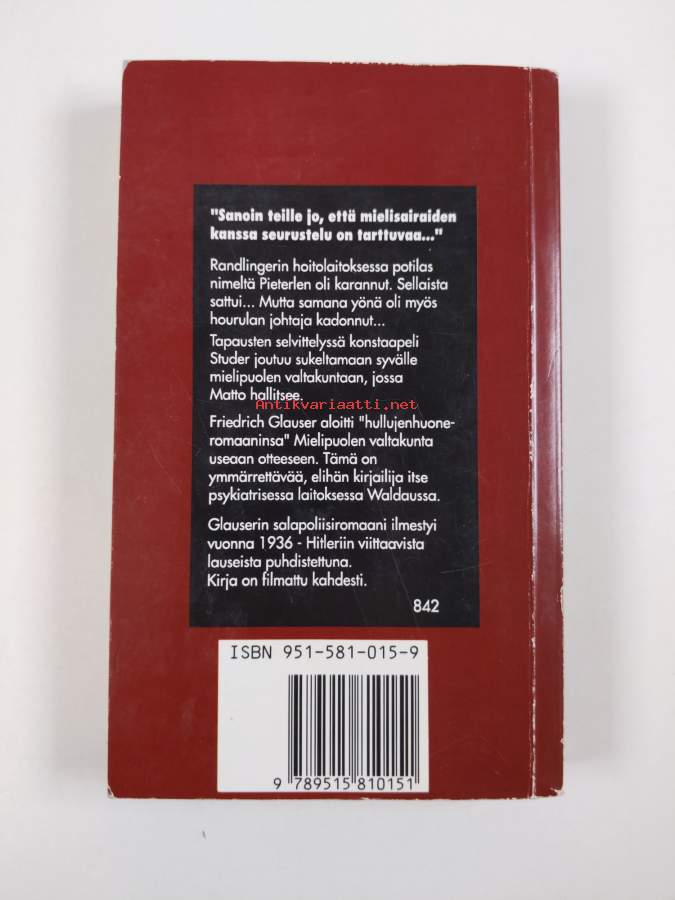 "Sanoin teille jo, että mielisairaiden
kanssa seurustelu on tarttuvaa..."
Randlingerin hoitolaitoksessa potilas
nimeltä Pieterlen oli karannut. Sellaista
sattui... Mutta samana yönä oli myös
hourulan johtaja kadonnut...
Tapausten selvittelyssä konstaapeli
Studer joutuu sukeltamaan syvälle
mielipuolen valtakuntaan, jossa
Matto hallitsee.
Antikvariaatti.net
Friedrich Glauser aloitti "hullujenhuone-
romaaninsa" Mielipuolen valtakunta
useaan otteeseen. Tämä on
ymmärrettävää, elihän kirjailija itse
psykiatrisessa laitoksessa Waldaussa.
Glauserin salapoliisiromaani ilmestyi
vuonna 1936 - Hitleriin viittaavista
lauseista puhdistettuna.
Kirja on filmattu kahdesti.
842
ISBN 951-581-015-9
9 789515 810151